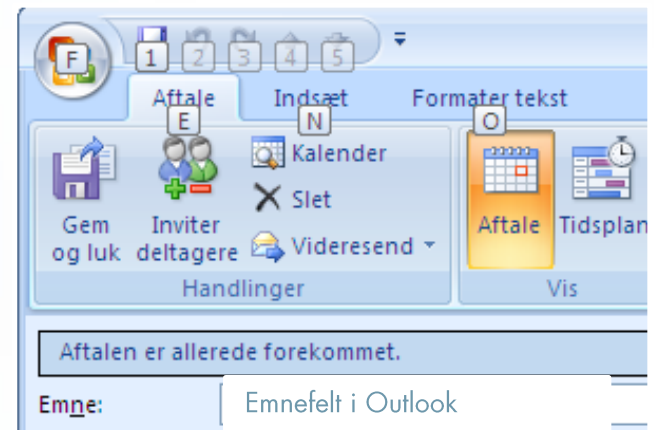 F
1 2 3 4 5
Aftale Indsæt Formater tekst
E N O
Kalender
Slet
Videresend
Gem og luk
Inviter deltagere
Aftale Tidsplan
Handlinger Vis
Aftalen er allerede forekommet.
Emne: Emnefelt i Outlook